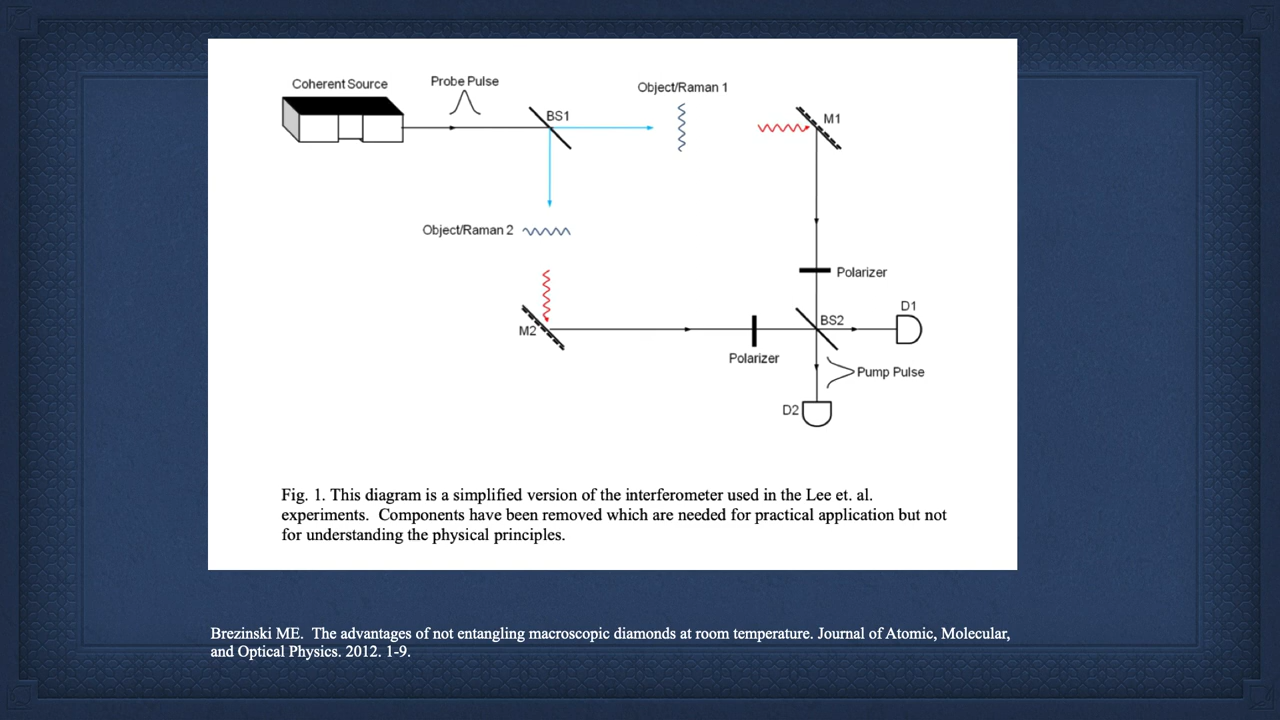 Coherent Source
Probe Pulse
BS1
Object/Raman 1
M1
Object/Raman 2
Polarizer
M2
BS2
D1
Polarizer
Pump Pulse
D2
Fig. 1. This diagram is a simplified version of the interferometer used in the Lee et. al.
experiments.  Components have been removed which are needed for practical application but not
for understanding the physical principles.
Brezinski ME.  The advantages of not entangling macroscopic diamonds at room temperature. Journal of Atomic, Molecular,
and Optical Physics. 2012. 1-9.